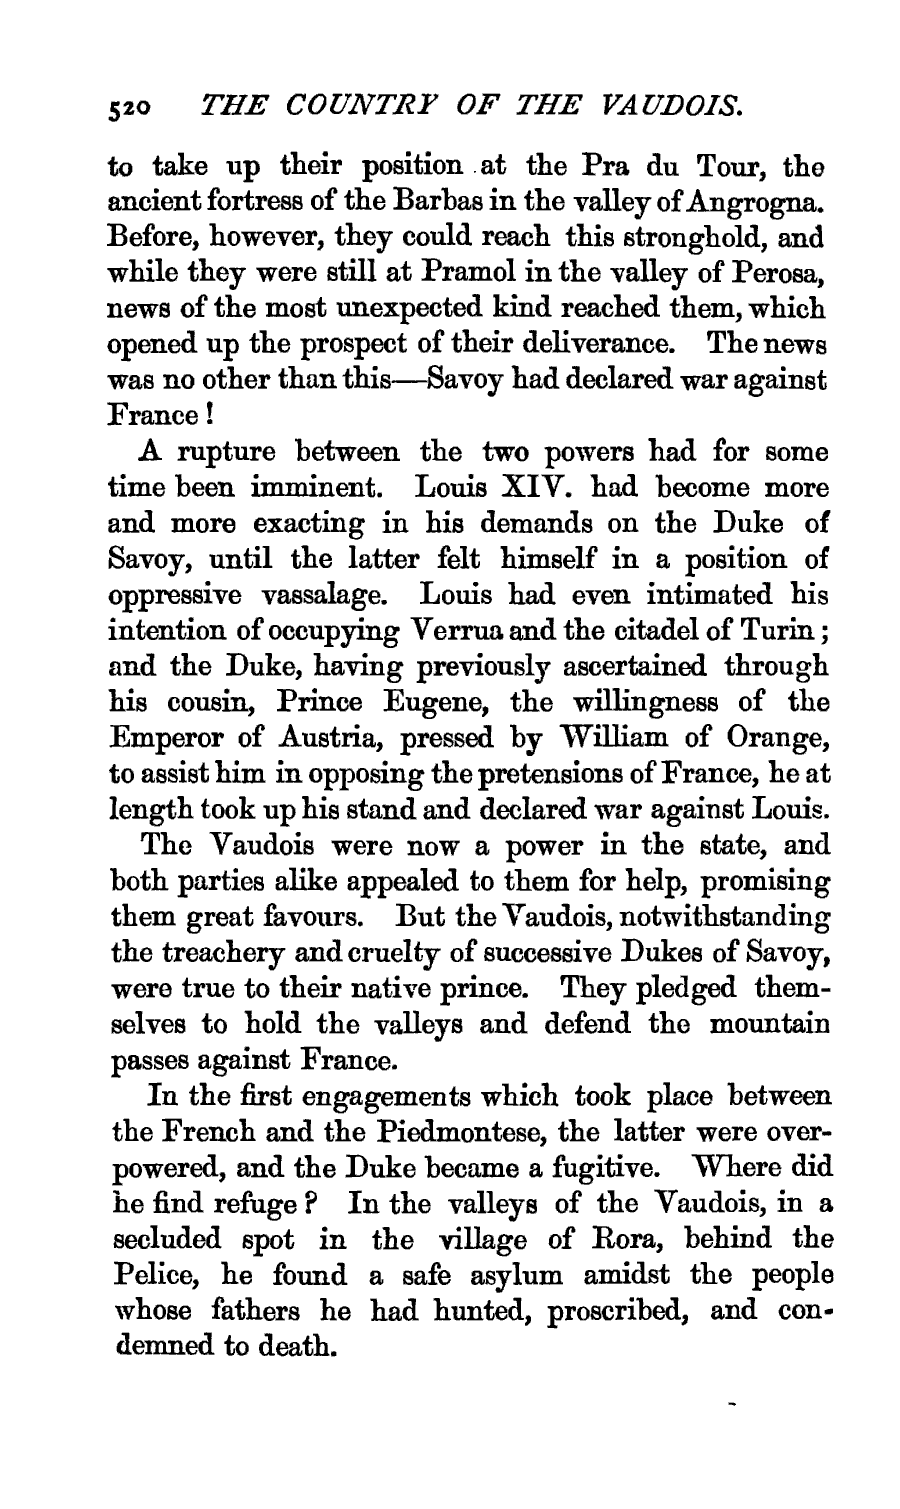 520 THE COUNTRY OF THE VAUDOIS.
to take up their position at the Pra du Tour, the
ancient fortress of the Barbas in the valley of Angrogna.
Before, however, they could reach this stronghold, and
while they were still at Pramol in the valley of Perosa,
news of the most unexpected kind reached them, which
opened up the prospect of their deliverance. The news
was no other than this—Savoy had declared war against
France!
A rupture between the two powers had for some
time been imminent. Louis XIV. had become more
and more exacting in his demands on the Duke of
Savoy, until the latter felt himself in a position of
oppressive vassalage. Louis had even intimated his
intention of occupying Verrua and the citadel of Turin;
and the Duke, having previously ascertained through
his cousin, Prince Eugene, the willingness of the
Emperor of Austria, pressed by William of Orange,
to assist him in opposing the pretensions of France, he at
length took up his stand and declared war against Louis.
The Vaudois were now a power in the state, and
both parties alike appealed to them for help, promising
them great favours. But the Vaudois, notwithstanding
the treachery and cruelty of successive Dukes of Savoy,
were true to their native prince. They pledged them-
selves to hold the valleys and defend the mountain
passes against France.
In the first engagements which took place between
the French and the Piedmontese, the latter were over-
powered, and the Duke became a fugitive. Where did
he find refuge? In the valleys of the Vaudois, in a
secluded spot in the village of Rora, behind the
Pelice, he found a safe asylum amidst the people
whose fathers he had hunted, proscribed, and con-
demned to death.